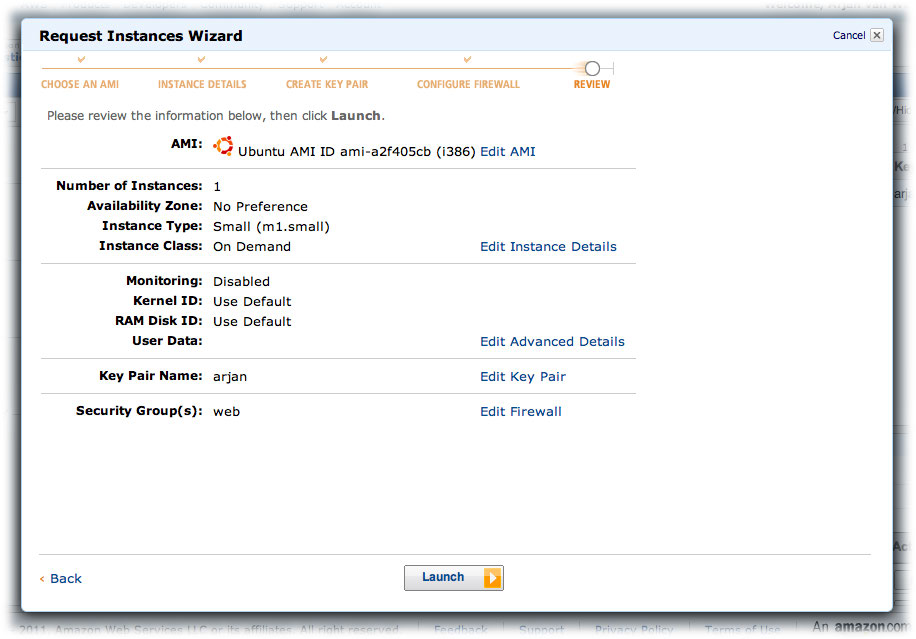 Request Instances Wizard
Cancel
CHOOSE AN AMI INSTANCE DETAILS CREATE KEY PAIR CONFIGURE FIREWALL REVIEW
Please review the information below, then click Launch.
AMI: Ubuntu AMI ID ami-a2f405cb (i386) Edit AMI
Number of Instances: 1
Availability Zone: No Preference
Instance Type: Small (m1.small)
Instance Class: On Demand Edit Instance Details
Monitoring: Disabled
Kernel ID: Use Default
RAM Disk ID: Use Default
User Data: Edit Advanced Details
Key Pair Name: arjan Edit Key Pair
Security Group(s): web Edit Firewall
‹ Back Launch
2011, Amazon Web Services LLC or its affiliates. All right reserved. Feedback Support Privacy Policy Terms of Use An amazon.com